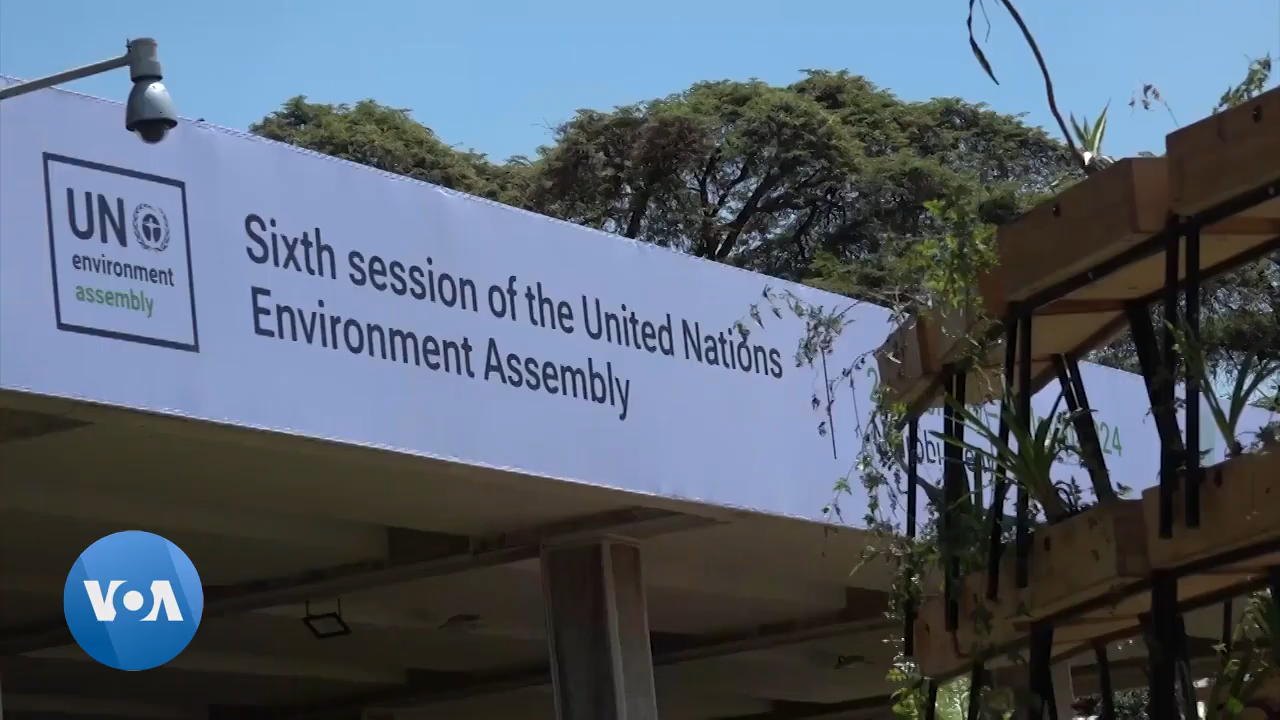 UN
environment
assembly
Sixth session of the United Nations
Environment Assembly
VOA